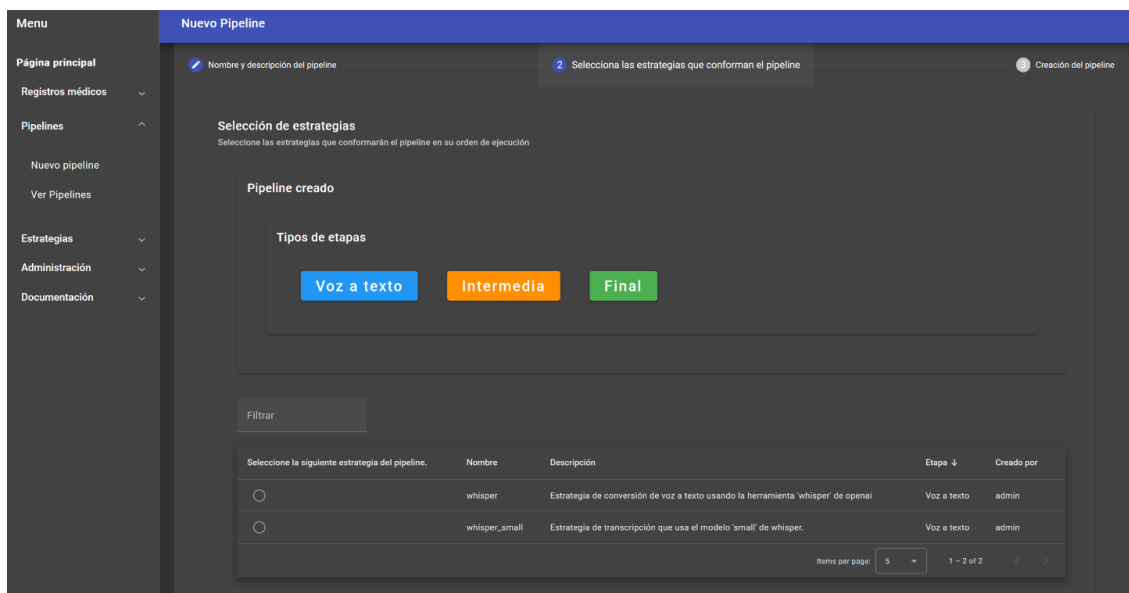 Menu
Nuevo Pipeline
Página principal
Registros médicos
Pipelines
Nuevo pipeline
Ver Pipelines
Estrategias
Administración
Documentación
Nombre y descripción del pipeline
2 Selecciona las estrategias que conforman el pipeline
3 Creación del pipeline
Selección de estrategias
Seleccione las estrategias que conformarán el pipeline en su orden de ejecución
Pipeline creado
Tipos de etapas
Voz a texto Intermedia Final
Filtrar
Seleccione la siguiente estrategia del pipeline. Nombre Descripción Etapa ↓ Creado por
whisper Estrategia de conversión de voz a texto usando la herramienta 'whisper' de openai Voz a texto admin
whisper_small Estrategia de transcripción que usa el modelo 'small' de whisper. Voz a texto admin
Items per page: 5 1 – 2 of 2